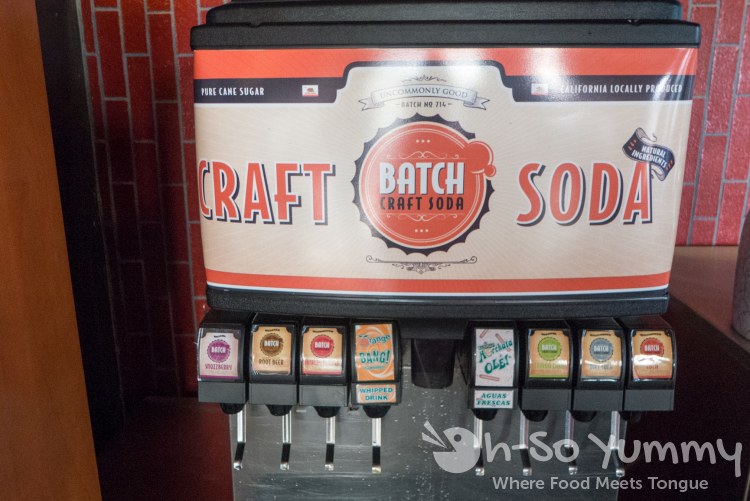 PURE CANE SUGAR
UNCOMMONLY GOOD
BATCH NO 714
CALIFORNIA LOCALLY PRODUCED
NATURAL
INGREDIENTS
CRAFT
BATCH
CRAFT SODA
SODA
BATCH
BATCH
ROOT BEER
BATCH
Orange
BANG!
WHIPPED
DRINK
Horchata
OLÉ!
AGUAS
FRESCAS
BATCH
BATCH
BATCH
Oh-So Yummy
Where Food Meets Tongue